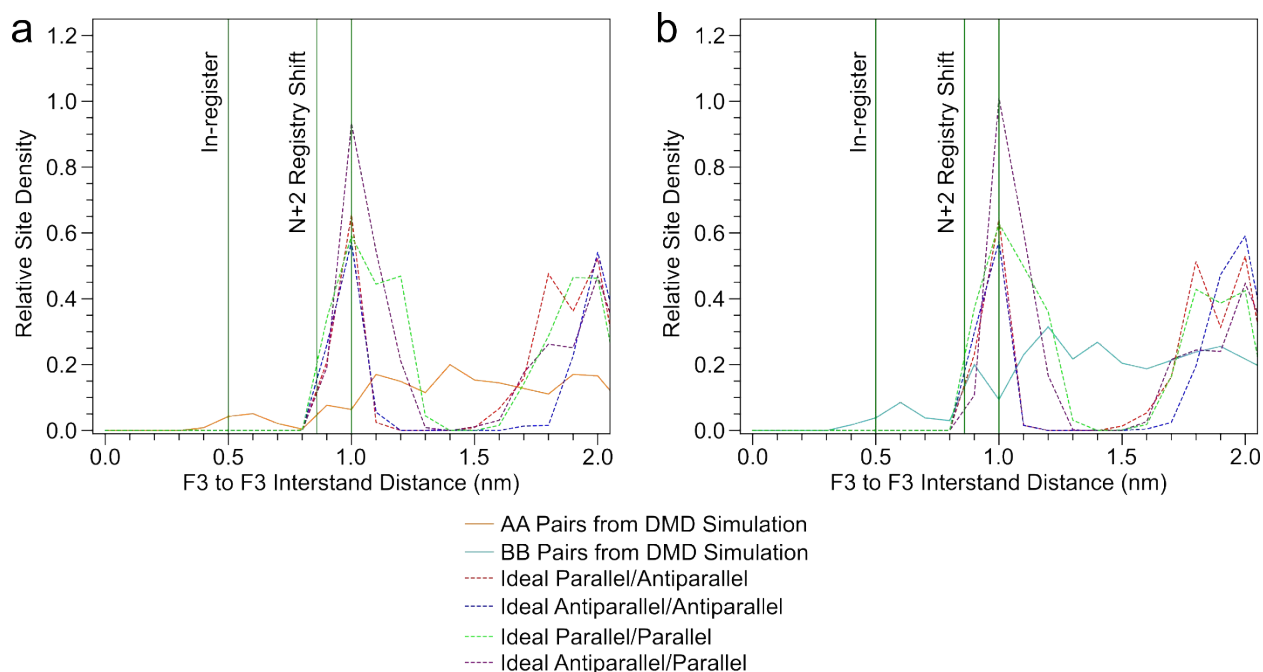 a
b
1.2
1.0
0.8
0.6
0.4
0.2
0.0
Relative Site Density
In-register
N+2 Registry Shift
0.0 0.5 1.0 1.5 2.0
F3 to F3 Interstand Distance (nm)
1.2
1.0
0.8
0.6
0.4
0.2
0.0
Relative Site Density
In-register
N+2 Registry Shift
0.0 0.5 1.0 1.5 2.0
F3 to F3 Interstand Distance (nm)
AA Pairs from DMD Simulation
BB Pairs from DMD Simulation
Ideal Parallel/Antiparallel
Ideal Antiparallel/Antiparallel
Ideal Parallel/Parallel
Ideal Antiparallel/Parallel